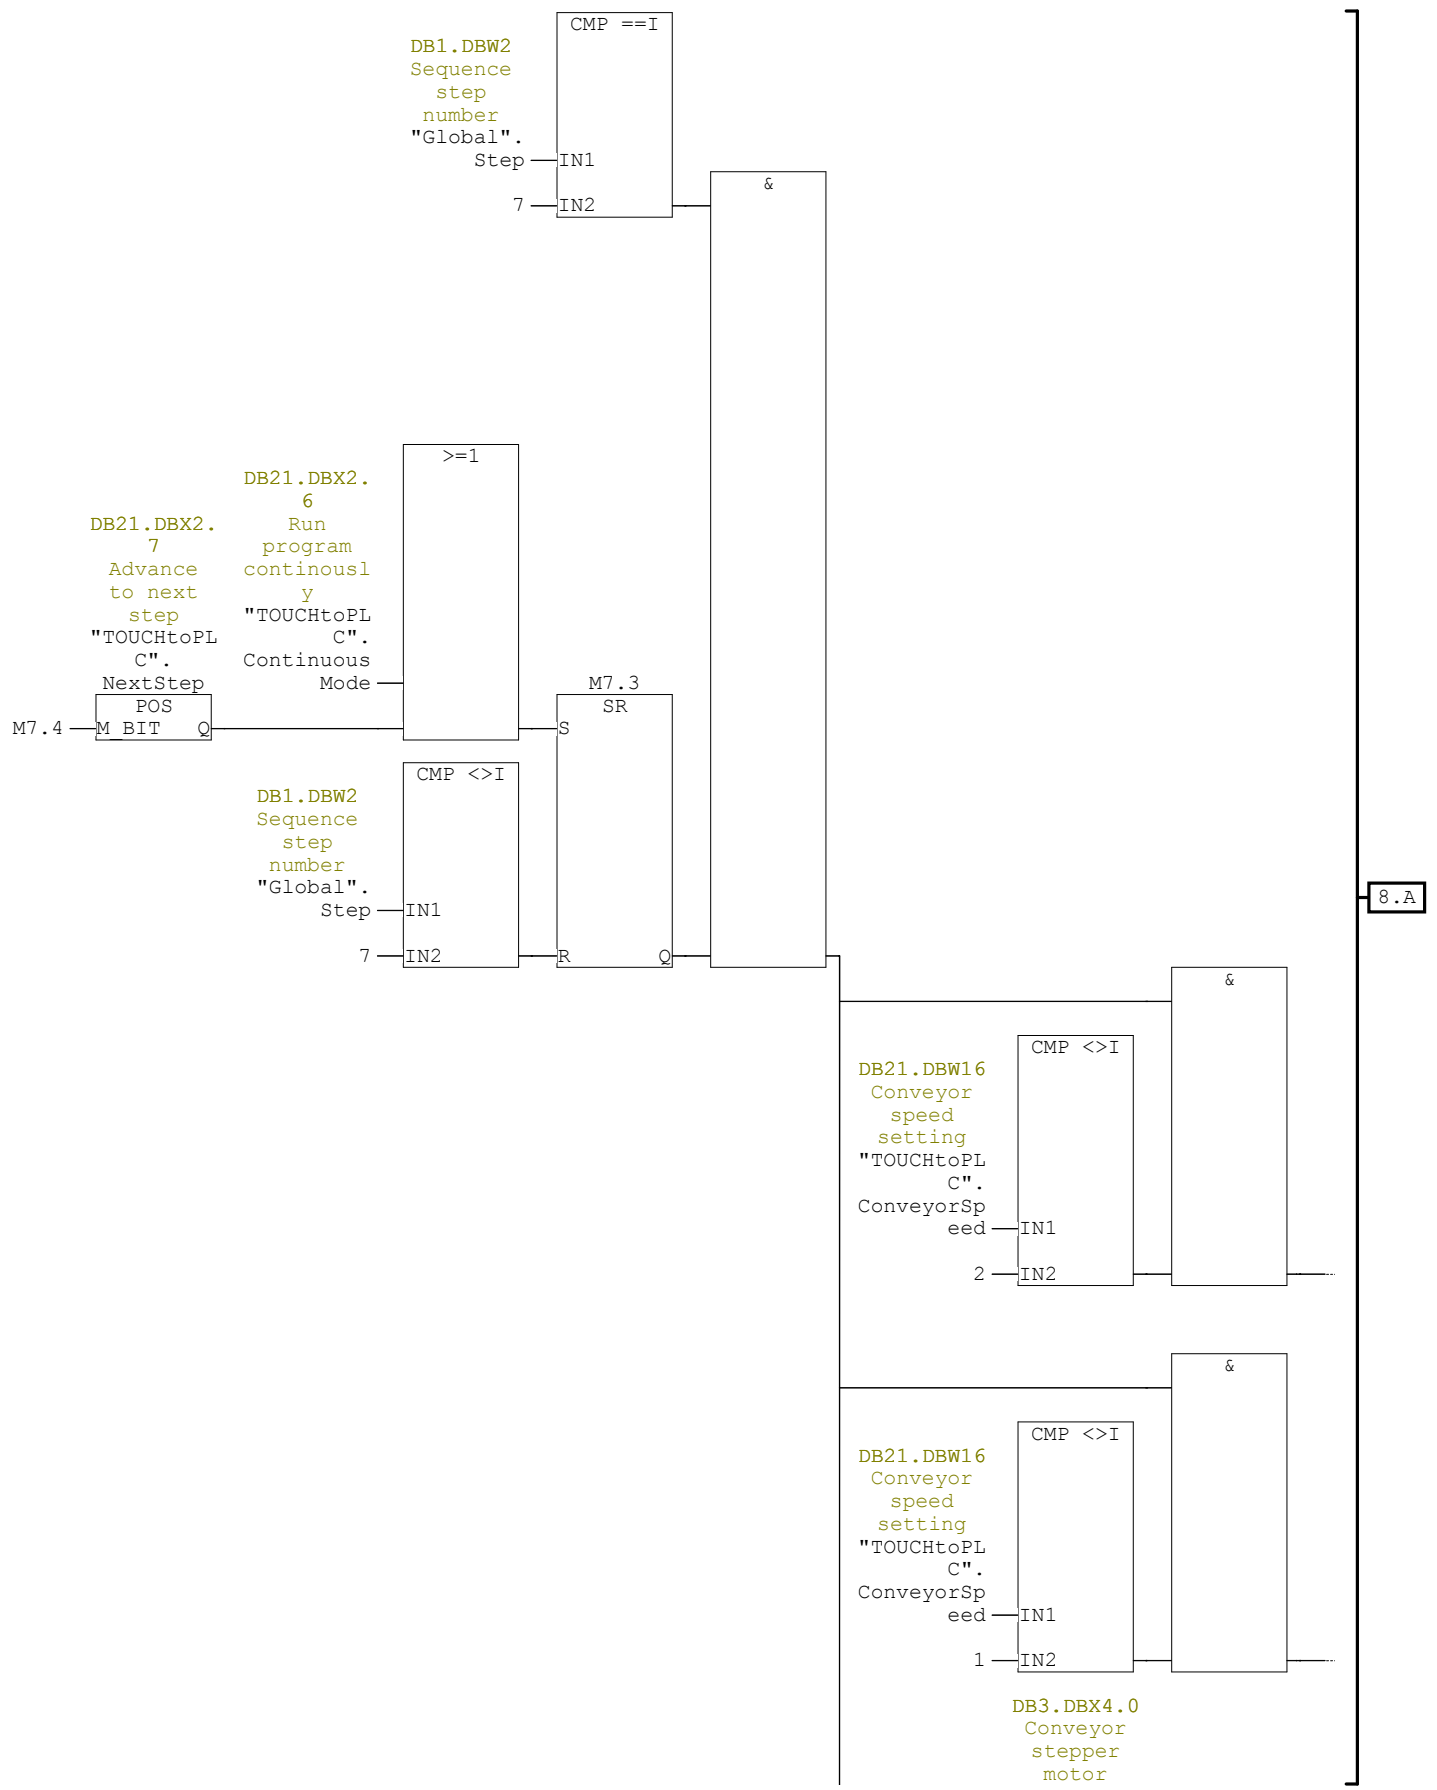 CMP ==I
DB1.DBW2
Sequence
step
number
"Global".
Step
IN1
7
IN2
&
>=1
DB21.DBX2.
6
Run
program
continousl
y
"TOUCHtoPL
C".
Continuous
Mode
DB21.DBX2.
7
Advance
to next
step
"TOUCHtoPL
C".
NextStep
POS
M7.4
M_BIT
Q
M7.3
SR
S
CMP <>I
DB1.DBW2
Sequence
step
number
"Global".
Step
IN1
7
IN2
R
Q
8.A
&
CMP <>I
DB21.DBW16
Conveyor
speed
setting
"TOUCHtoPL
C".
ConveyorSp
eed
IN1
2
IN2
&
CMP <>I
DB21.DBW16
Conveyor
speed
setting
"TOUCHtoPL
C".
ConveyorSp
eed
IN1
1
IN2
DB3.DBX4.0
Conveyor
stepper
motor